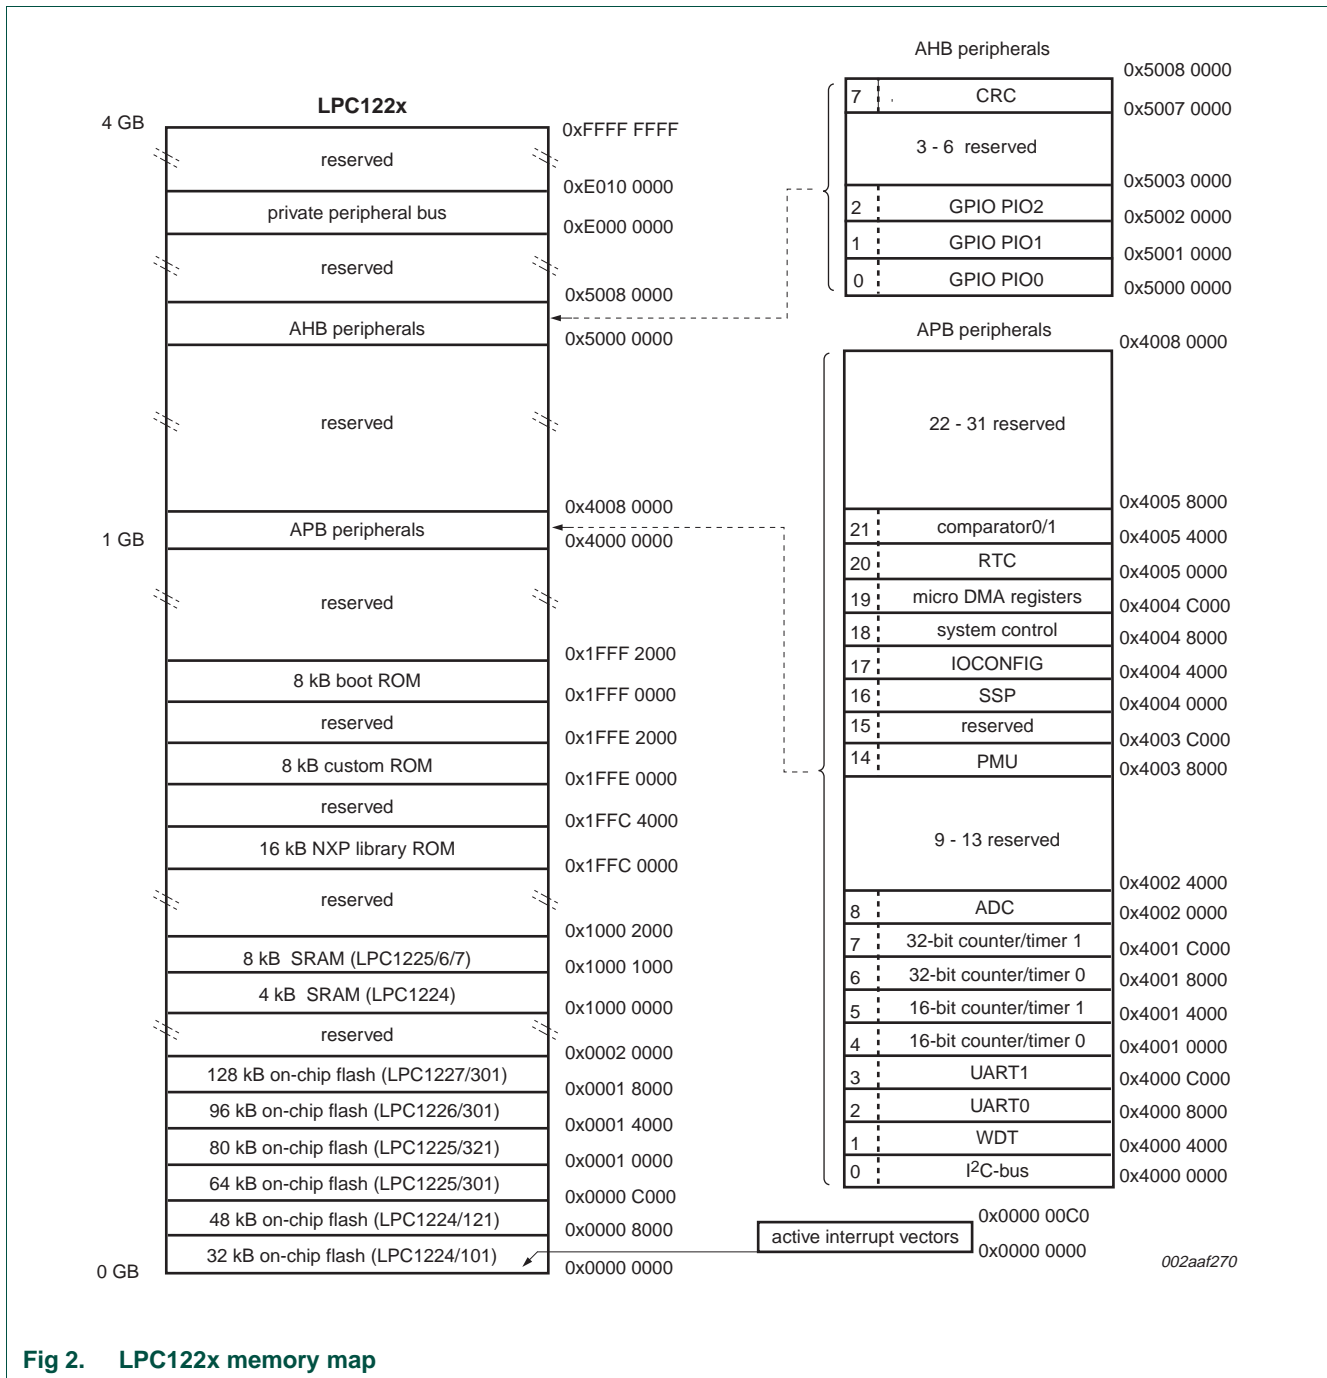 LPC122x
4 GB
0xFFFF FFFF
reserved
0xE010 0000
private peripheral bus
0xE000 0000
reserved
0x5008 0000
AHB peripherals
0x5000 0000
reserved
0x4008 0000
APB peripherals
1 GB
0x4000 0000
reserved
0x1FFF 2000
8 kB boot ROM
0x1FFF 0000
reserved
0x1FFE 2000
8 kB custom ROM
0x1FFE 0000
reserved
0x1FFC 4000
16 kB NXP library ROM
0x1FFC 0000
reserved
0x1000 2000
8 kB SRAM (LPC1225/6/7)
0x1000 1000
4 kB SRAM (LPC1224)
0x1000 0000
reserved
0x0002 0000
128 kB on-chip flash (LPC1227/301)
0x0001 8000
96 kB on-chip flash (LPC1226/301)
0x0001 4000
80 kB on-chip flash (LPC1225/321)
0x0001 0000
64 kB on-chip flash (LPC1225/301)
0x0000 C000
48 kB on-chip flash (LPC1224/121)
0x0000 8000
32 kB on-chip flash (LPC1224/101)
0 GB
0x0000 0000
AHB peripherals
0x5008 0000
7 CRC
0x5007 0000
3 - 6 reserved
0x5003 0000
2 GPIO PIO2
0x5002 0000
1 GPIO PIO1
0x5001 0000
0 GPIO PIO0
0x5000 0000
APB peripherals
0x4008 0000
22 - 31 reserved
0x4005 8000
21 comparator0/1
0x4005 4000
20 RTC
0x4005 0000
19 micro DMA registers
0x4004 C000
18 system control
0x4004 8000
17 IOCONFIG
0x4004 4000
16 SSP
0x4004 0000
15 reserved
0x4003 C000
14 PMU
0x4003 8000
9 - 13 reserved
0x4002 4000
8 ADC
0x4002 0000
7 32-bit counter/timer 1
0x4001 C000
6 32-bit counter/timer 0
0x4001 8000
5 16-bit counter/timer 1
0x4001 4000
4 16-bit counter/timer 0
0x4001 0000
3 UART1
0x4000 C000
2 UART0
0x4000 8000
1 WDT
0x4000 4000
0 I2C-bus
0x4000 0000
0x0000 00C0
active interrupt vectors
0x0000 0000
002aaf270
Fig 2. LPC122x memory map